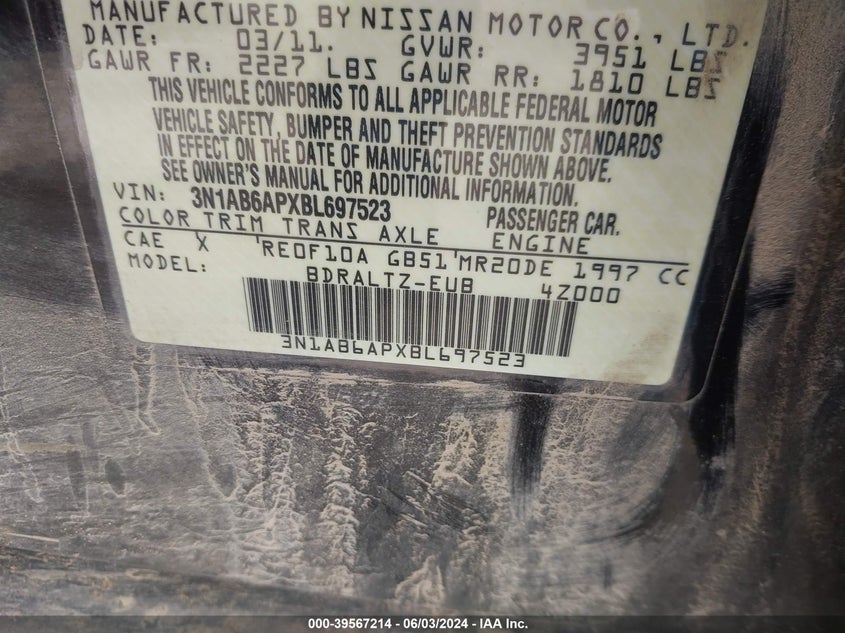 MANUFACTURED BY NISSAN MOTOR CO., LTD.
DATE: 03/11. GVWR: 3951 LBS
GAWR FR: 2227 LBS GAWR RR: 1810 LBS
THIS VEHICLE CONFORMS TO ALL APPLICABLE FEDERAL MOTOR
VEHICLE SAFETY, BUMPER AND THEFT PREVENTION STANDARDS
IN EFFECT ON THE DATE OF MANUFACTURE SHOWN ABOVE.
SEE OWNER'S MANUAL FOR ADDITIONAL INFORMATION.
VIN: 3N1AB6APXBL697523 PASSENGER CAR.
COLOR TRIM TRANS AXLE ENGINE
CAE X RE0F10A GB51 MR20DE 1997 CC
MODEL: BDRALTZ-EUB 4Z000
3N1AB6APXBL697523
000-39567214 - 06/03/2024 - IAA Inc.